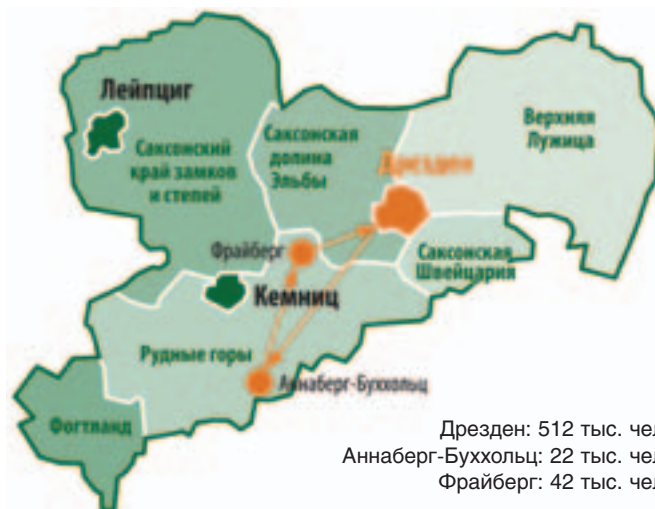 Лейпциг
Саксонский
край замков
и степей
Саксонская
долина
Эльбы
Верхняя
Лужица
Дрезден
Фрайберг
Саксонская
Швейцария
Кемниц
Рудные горы
Аннаберг-Буххольц
Фогтланд
Дрезден: 512 тыс. чел
Аннаберг-Буххольц: 22 тыс. чел
Фрайберг: 42 тыс. чел